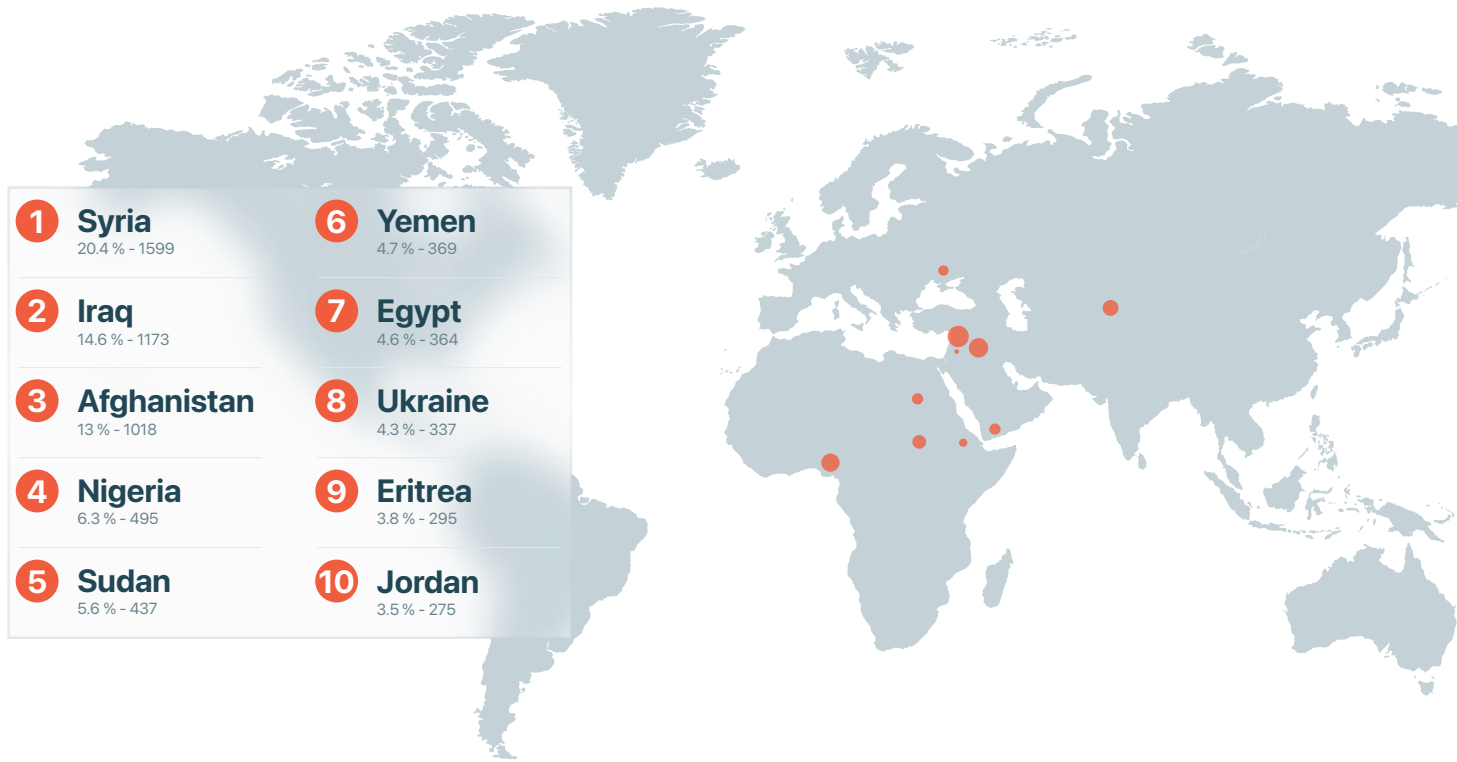 1 Syria
20.4 % - 1599
2 Iraq
14.6 % - 1173
3 Afghanistan
13 % - 1018
4 Nigeria
6.3 % - 495
5 Sudan
5.6 % - 437
6 Yemen
4.7 % - 369
7 Egypt
4.6 % - 364
8 Ukraine
4.3 % - 337
9 Eritrea
3.8 % - 295
10 Jordan
3.5 % - 275